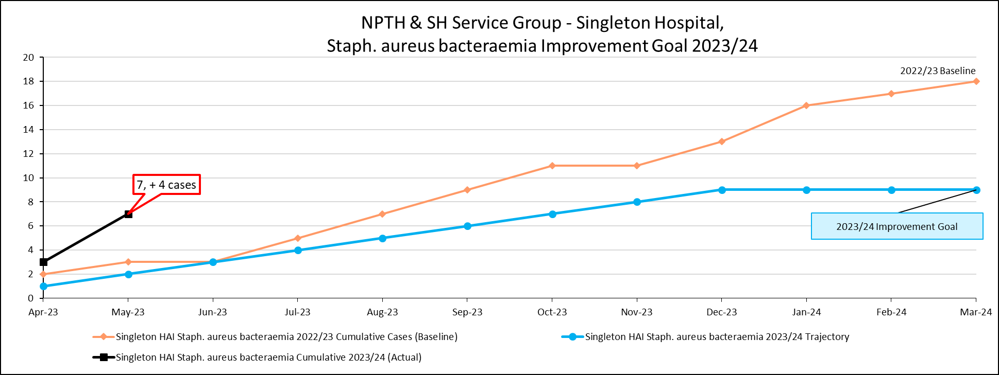 NPTH & SH Service Group - Singleton Hospital,
Staph. aureus bacteraemia Improvement Goal 2023/24
20
18
16
14
12
10
8
6
4
2
0
2022/23 Baseline
7, + 4 cases
2023/24 Improvement Goal
Apr-23 May-23 Jun-23 Jul-23 Aug-23 Sep-23 Oct-23 Nov-23 Dec-23 Jan-24 Feb-24 Mar-24
Singleton HAI Staph. aureus bacteraemia 2022/23 Cumulative Cases (Baseline)
Singleton HAI Staph. aureus bacteraemia 2023/24 Trajectory
Singleton HAI Staph. aureus bacteraemia Cumulative 2023/24 (Actual)